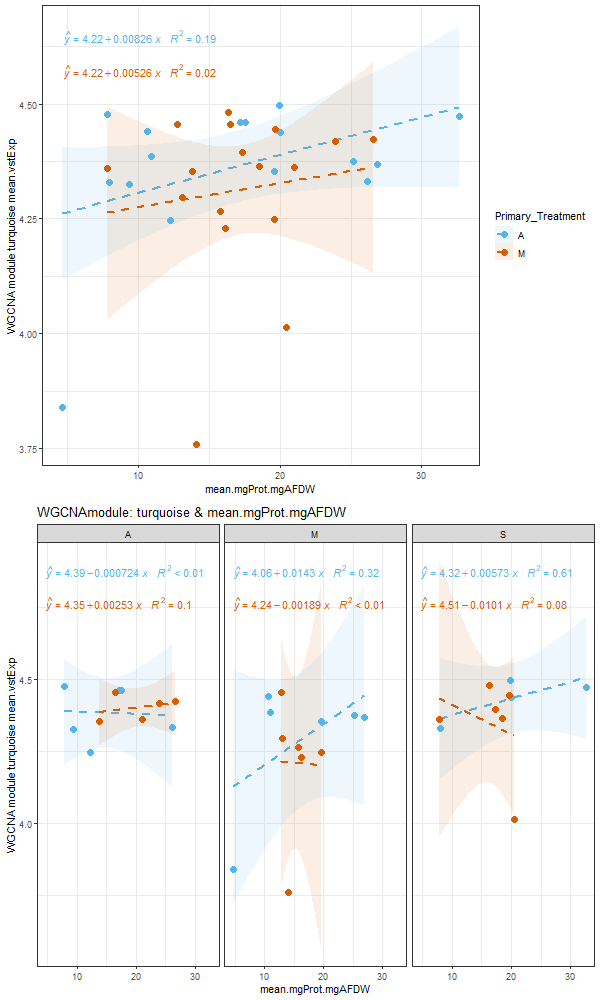 ŷ = 4.22+0.00826 x   R² = 0.19
ŷ = 4.22+0.00526 x   R² = 0.02
4.50
4.25
4.00
3.75
WGCNA module turquoise mean.vstExp
10 20 30
mean.mgProt.mgAFDW
Primary_Treatment
A
M
WGCNAmodule: turquoise & mean.mgProt.mgAFDW
A M S
ŷ = 4.39−0.000724 x   R² < 0.01 ŷ = 4.06+0.0143 x   R² = 0.32 ŷ = 4.32+0.00573 x   R² = 0.61
ŷ = 4.35+0.00253 x   R² = 0.1 ŷ = 4.24−0.00189 x   R² < 0.01 ŷ = 4.51−0.0101 x   R² = 0.08
4.5
4.0
WGCNA module turquoise mean.vstExp
10 20 30 10 20 30 10 20 30
mean.mgProt.mgAFDW